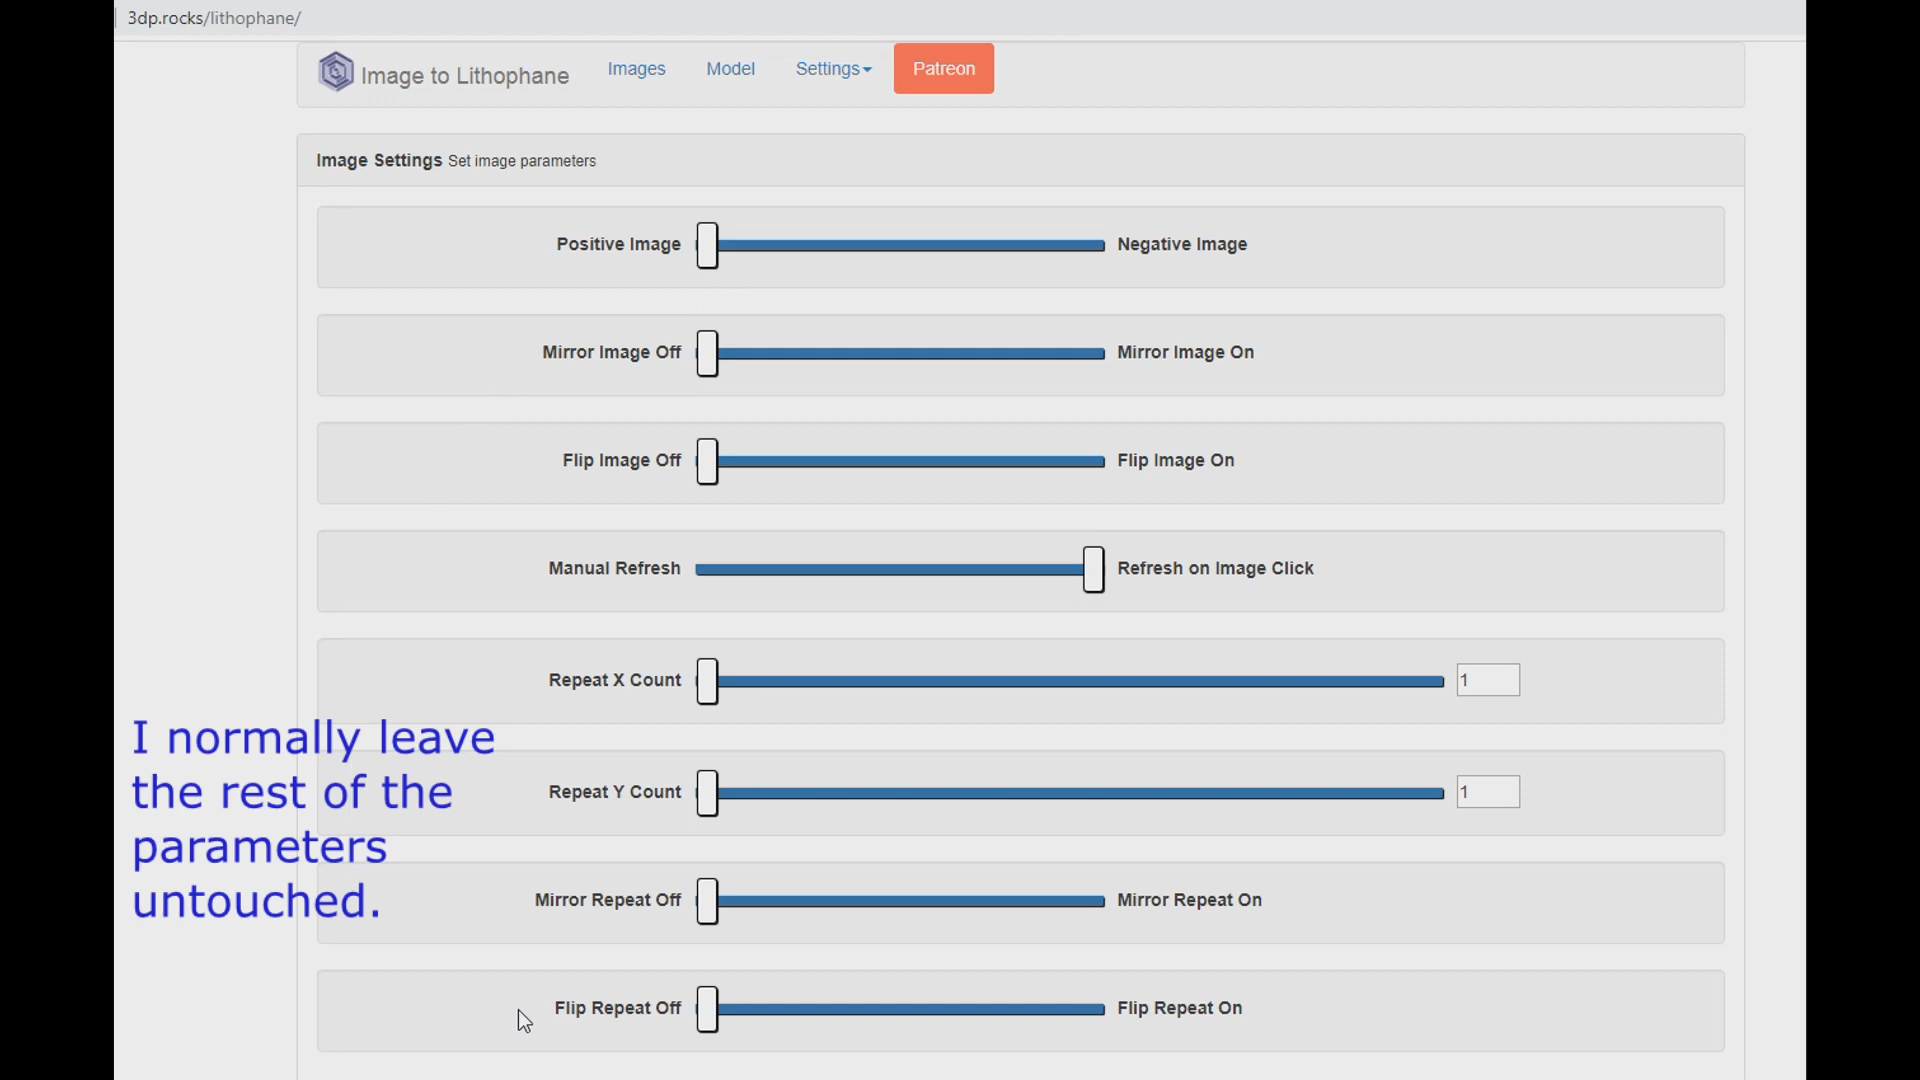 3dp.rocks/lithophane/
Image to Lithophane Images Model Settings Patreon
Image Settings Set image parameters
Positive Image Negative Image
Mirror Image Off Mirror Image On
Flip Image Off Flip Image On
Manual Refresh Refresh on Image Click
Repeat X Count 1
Repeat Y Count 1
Mirror Repeat Off Mirror Repeat On
Flip Repeat Off Flip Repeat On
I normally leave
the rest of the
parameters
untouched.